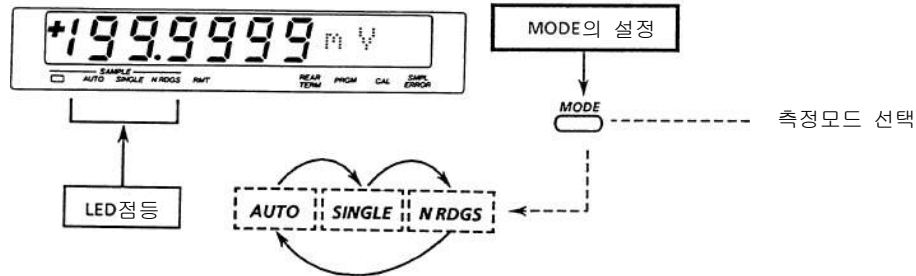 +199.9999 mV
SAMPLE
AUTO SINGLE N RDGS RMT REAR TERM PRGM CAL SMPL ERROR
MODE의 설정
MODE
측정모드 선택
LED점등
AUTO SINGLE N RDGS